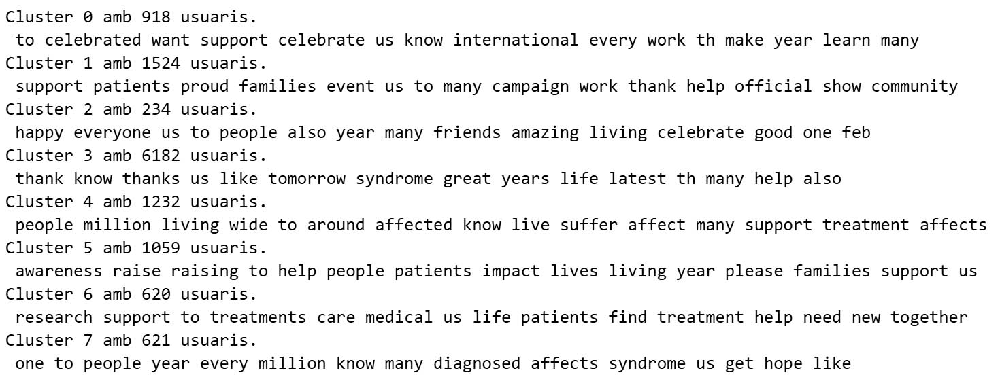 Cluster 0 amb 918 usuaris.
to celebrated want support celebrate us know international every work th make year learn many
Cluster 1 amb 1524 usuaris.
support patients proud families event us to many campaign work thank help official show community
Cluster 2 amb 234 usuaris.
happy everyone us to people also year many friends amazing living celebrate good one feb
Cluster 3 amb 6182 usuaris.
thank know thanks us like tomorrow syndrome great years life latest th many help also
Cluster 4 amb 1232 usuaris.
people million living wide to around affected know live suffer affect many support treatment affects
Cluster 5 amb 1059 usuaris.
awareness raise raising to help people patients impact lives living year please families support us
Cluster 6 amb 620 usuaris.
research support to treatments care medical us life patients find treatment help need new together
Cluster 7 amb 621 usuaris.
one to people year every million know many diagnosed affects syndrome us get hope like